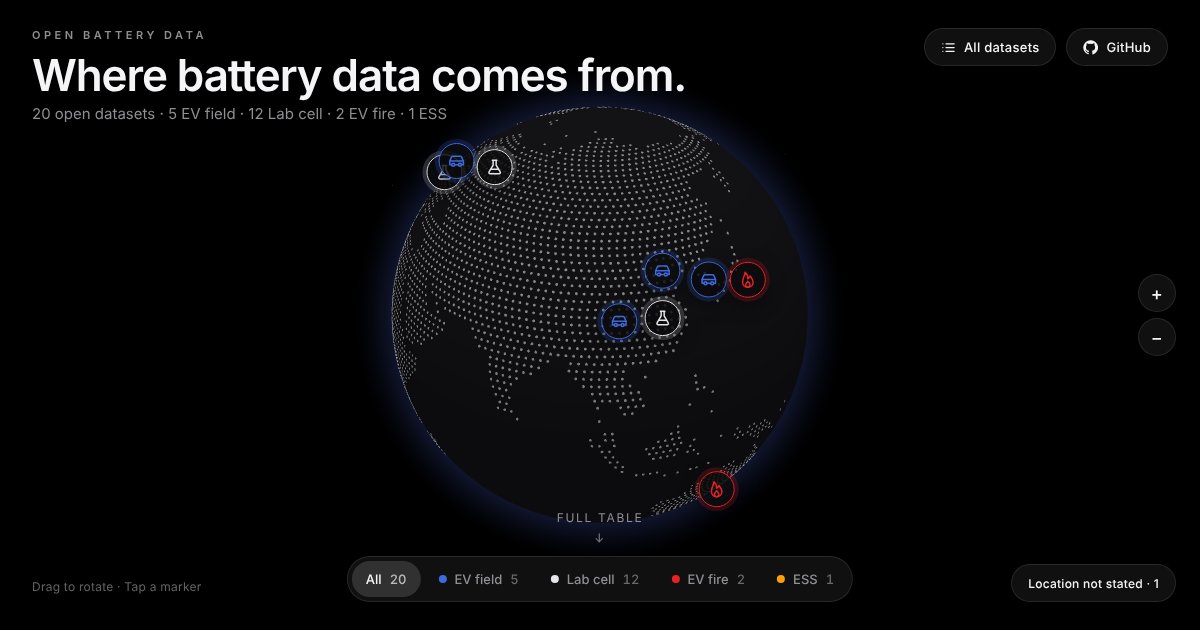 OPEN BATTERY DATA
Where battery data comes from.
20 open datasets · 5 EV field · 12 Lab cell · 2 EV fire · 1 ESS
All datasets
GitHub
+
−
FULL TABLE
↓
All 20
EV field 5
Lab cell 12
EV fire 2
ESS 1
Drag to rotate · Tap a marker
Location not stated · 1